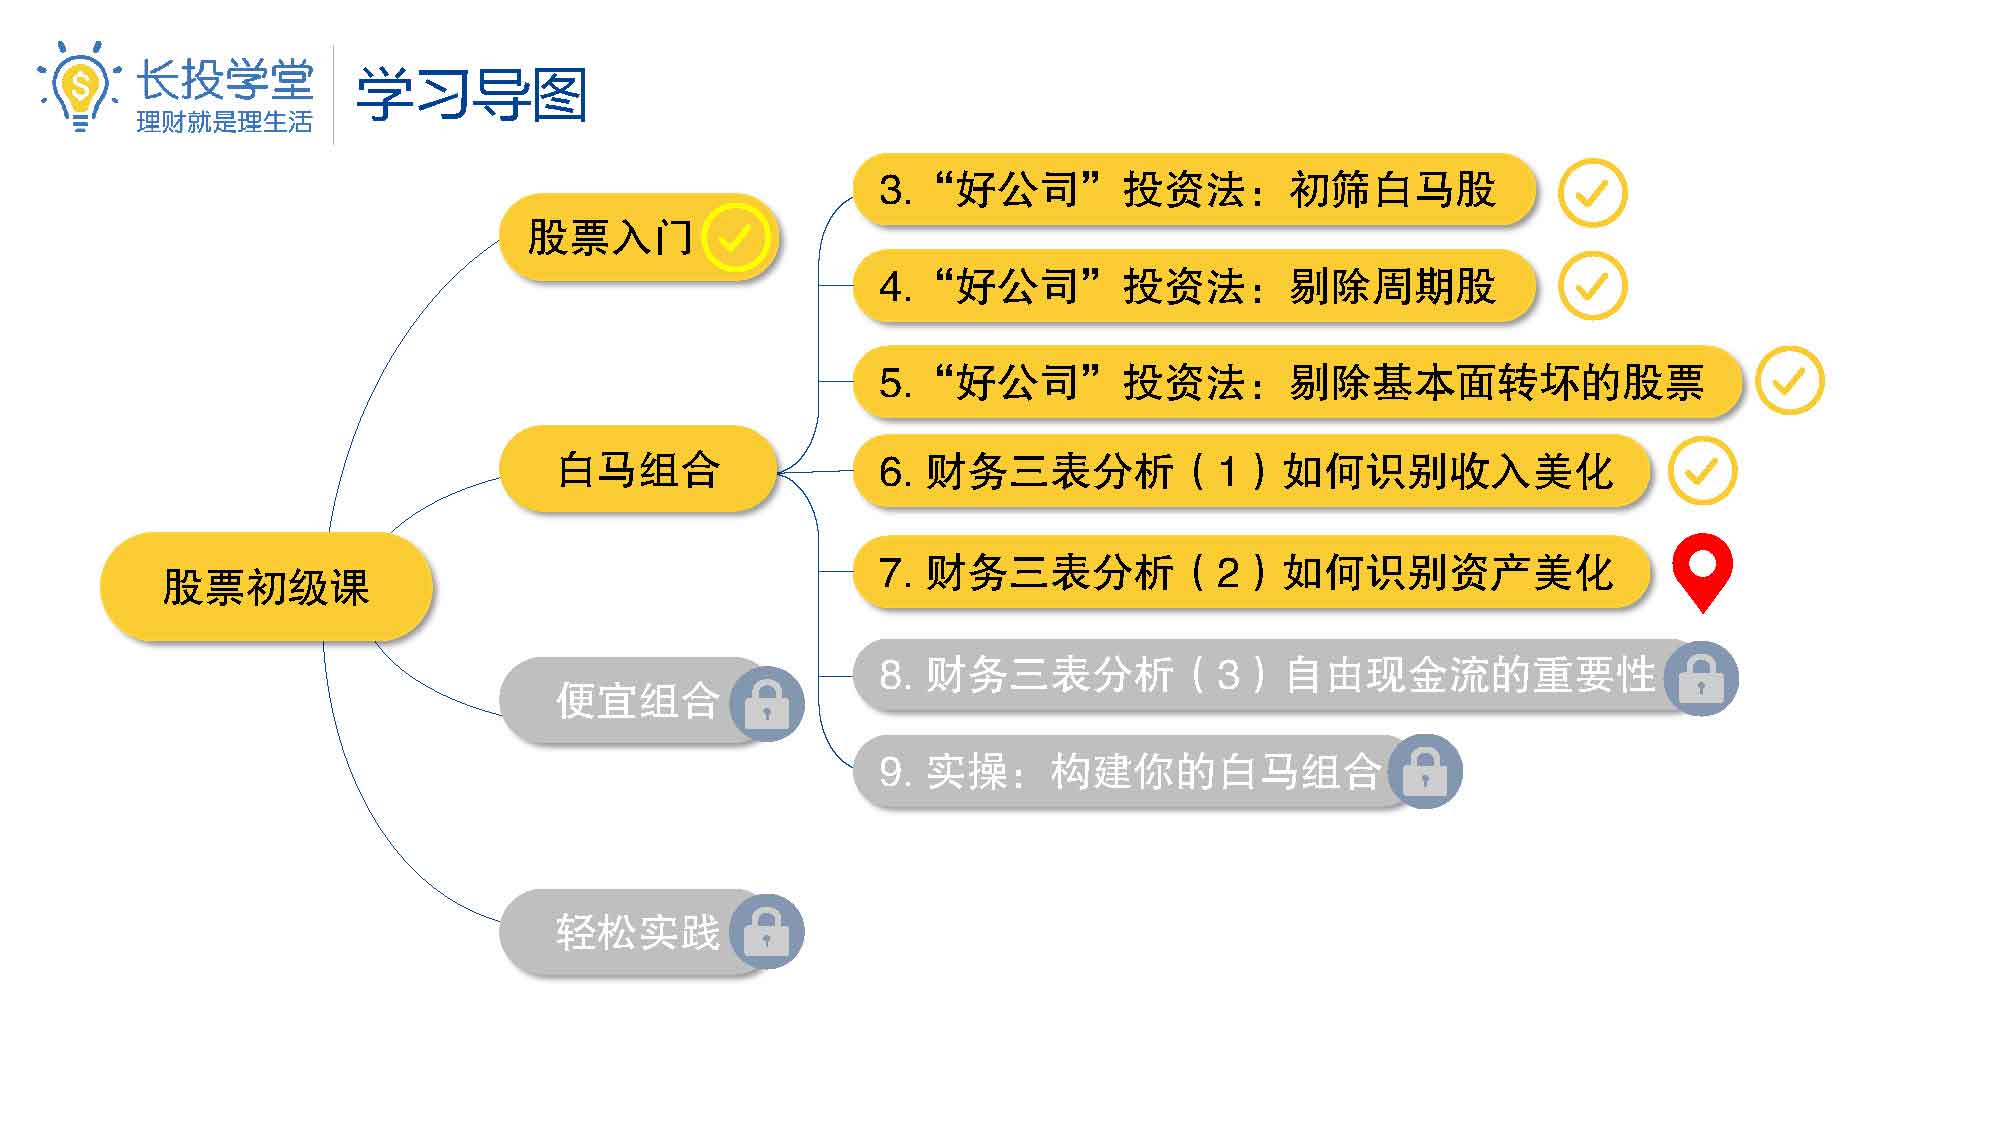 长投学堂
理财就是理生活
学习导图
股票初级课
股票入门
白马组合
3. “好公司”投资法：初筛白马股
4. “好公司”投资法：剔除周期股
5. “好公司”投资法：剔除基本面转坏的股票
6. 财务三表分析（1）如何识别收入美化
7. 财务三表分析（2）如何识别资产美化
8. 财务三表分析（3）自由现金流的重要性
9. 实操：构建你的白马组合
便宜组合
轻松实践